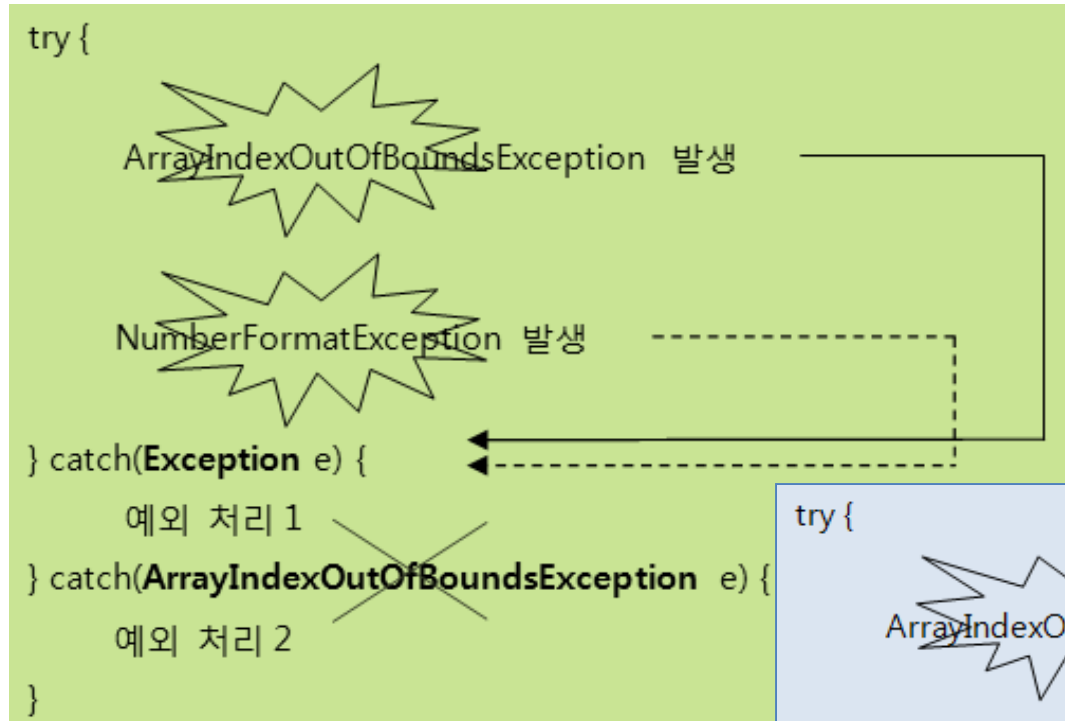 try {
ArrayIndexOutOfBoundsException 발생
NumberFormatException 발생
} catch(Exception e) {
예외 처리 1
} catch(ArrayIndexOutOfBoundsException e) {
예외 처리 2
}
try {
ArrayIndexO